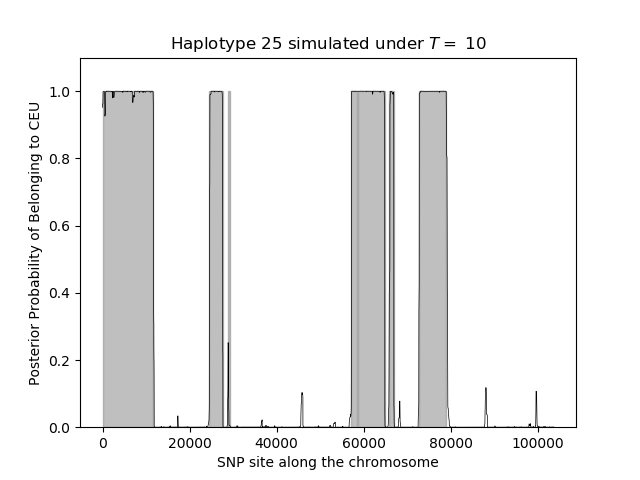 Haplotype 25 simulated under T = 10
Posterior Probability of Belonging to CEU
1.0
0.8
0.6
0.4
0.2
0.0
0 20000 40000 60000 80000 100000
SNP site along the chromosome